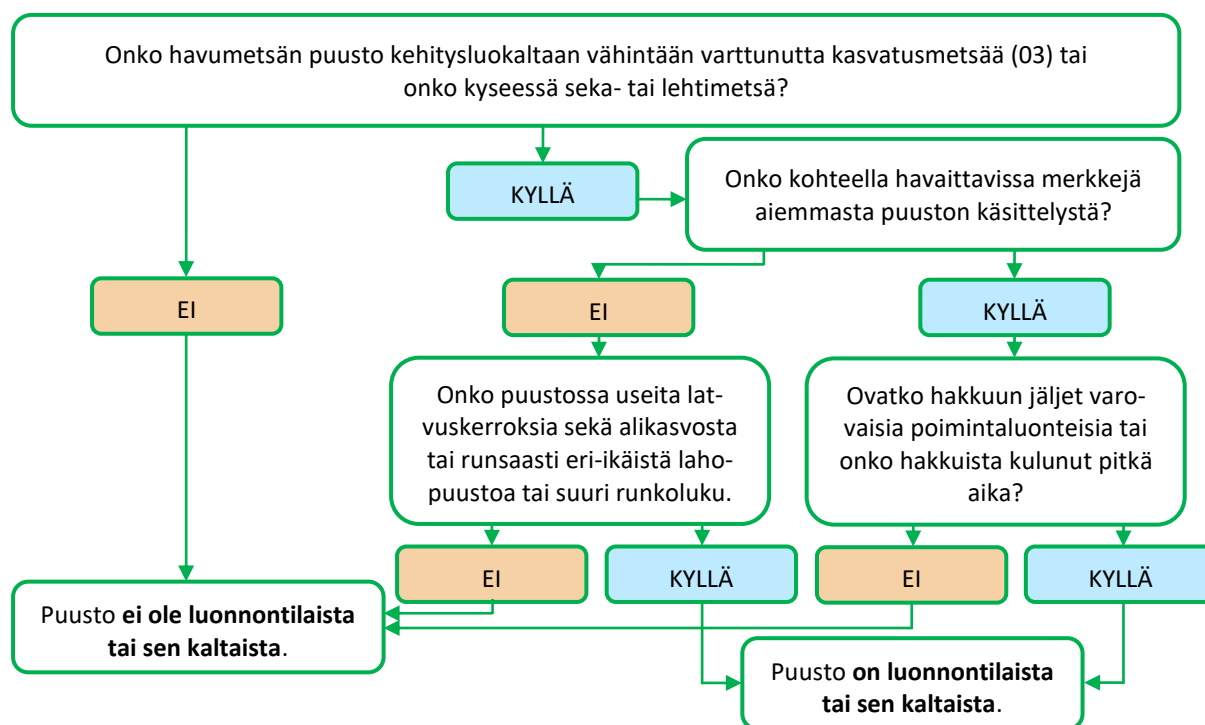 Onko havumetsän puusto kehitysluokaltaan vähintään varttunutta kasvatusmetsää (03) tai
onko kyseessä seka- tai lehtimetsä?
KYLLÄ
Onko kohteella havaittavissa merkkejä
aiemmasta puuston käsittelystä?
EI
EI
KYLLÄ
Onko puustossa useita lat-
vuskerroksia sekä alikasvosta
tai runsaasti eri-ikäistä laho-
puustoa tai suuri runkoluku.
Ovatko hakkuun jäljet varo-
vaisia poimintaluonteisia tai
onko hakkuista kulunut pitkä
aika?
EI
KYLLÄ
EI
KYLLÄ
Puusto ei ole luonnontilaista
tai sen kaltaista.
Puusto on luonnontilaista
tai sen kaltaista.